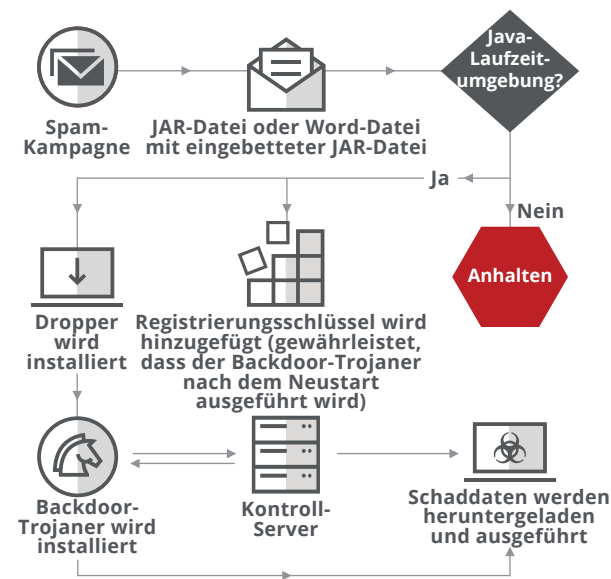 Spam-
Kampagne
JAR-Datei oder Word-Datei
mit eingebetteter JAR-Datei
Java-
Laufzeit-
umgebung?
Ja
Nein
Anhalten
Dropper
wird
installiert
Registrierungsschlüssel wird
hinzugefügt (gewährleistet,
dass der Backdoor-Trojaner
nach dem Neustart
ausgeführt wird)
Backdoor-
Trojaner wird
installiert
Kontroll-
Server
Schaddaten werden
heruntergeladen
und ausgeführt